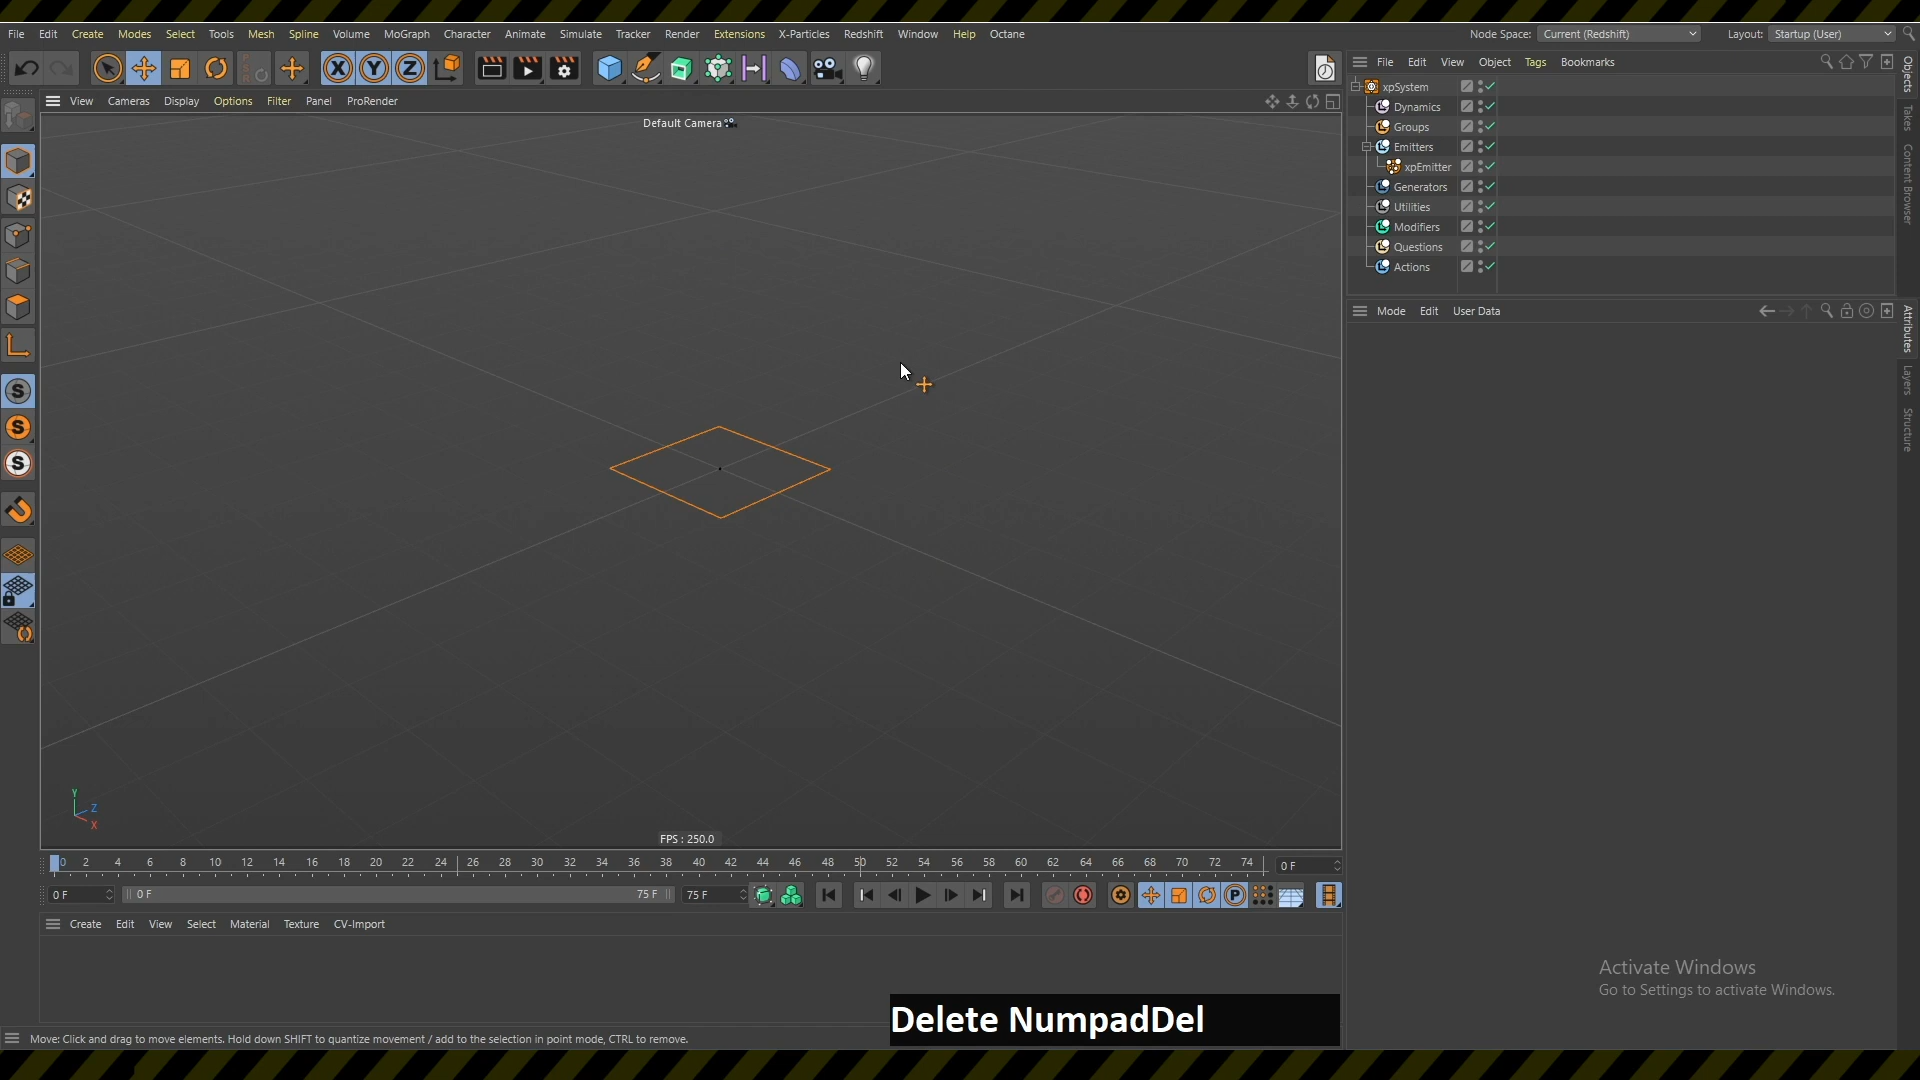 File Edit Create Modes Select Tools Mesh Spline Volume MoGraph Character Animate Simulate Tracker Render Extensions X-Particles Redshift Window Help Octane
Node Space: Current (Redshift) Layout: Startup (User)
X Y Z
P
S
R
File Edit View Object Tags Bookmarks
View Cameras Display Options Filter Panel ProRender
Default Camera
xpSystem
Dynamics
Groups
Emitters
xpEmitter
Generators
Utilities
Modifiers
Questions
Actions
Objects
Takes
Content Browser
Mode Edit User Data
Attributes
Layers
Structure
S
S
S
Y
Z
X
FPS : 250.0
0 2 4 6 8 10 12 14 16 18 20 22 24 26 28 30 32 34 36 38 40 42 44 46 48 50 52 54 56 58 60 62 64 66 68 70 72 74
0 F
0 F
0 F
75 F
75 F
P
Create Edit View Select Material Texture CV-Import
Activate Windows
Go to Settings to activate Windows.
Delete NumpadDel
Move: Click and drag to move elements. Hold down SHIFT to quantize movement / add to the selection in point mode, CTRL to remove.